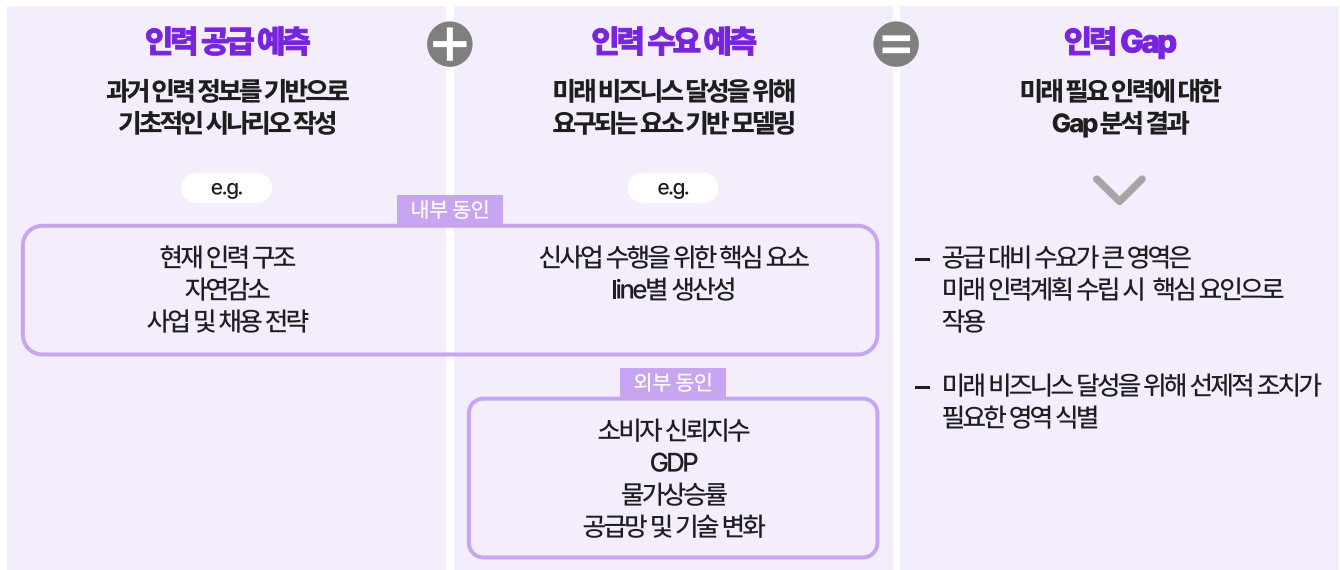 인력 공급 예측
과거 인력 정보를 기반으로
기초적인 시나리오 작성
e.g.
+
인력 수요 예측
미래 비즈니스 달성을 위해
요구되는 요소 기반 모델링
e.g.
=
인력 Gap
미래 필요 인력에 대한
Gap 분석 결과
내부 동인
현재 인력 구조
자연감소
사업 및 채용 전략
신사업 수행을 위한 핵심 요소
line별 생산성
외부 동인
소비자 신뢰지수
GDP
물가상승률
공급망 및 기술 변화
– 공급 대비 수요가 큰 영역은
미래 인력계획 수립 시 핵심 요인으로
작용
– 미래 비즈니스 달성을 위해 선제적 조치가
필요한 영역 식별